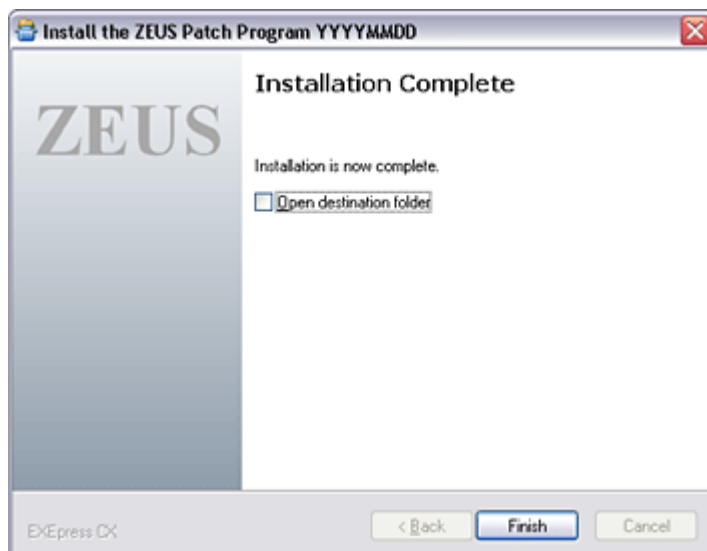 Install the ZEUS Patch Program YYYYMMDD
ZEUS
Installation Complete
Installation is now complete.
Open destination folder
EXEpress CX
< Back
Finish
Cancel